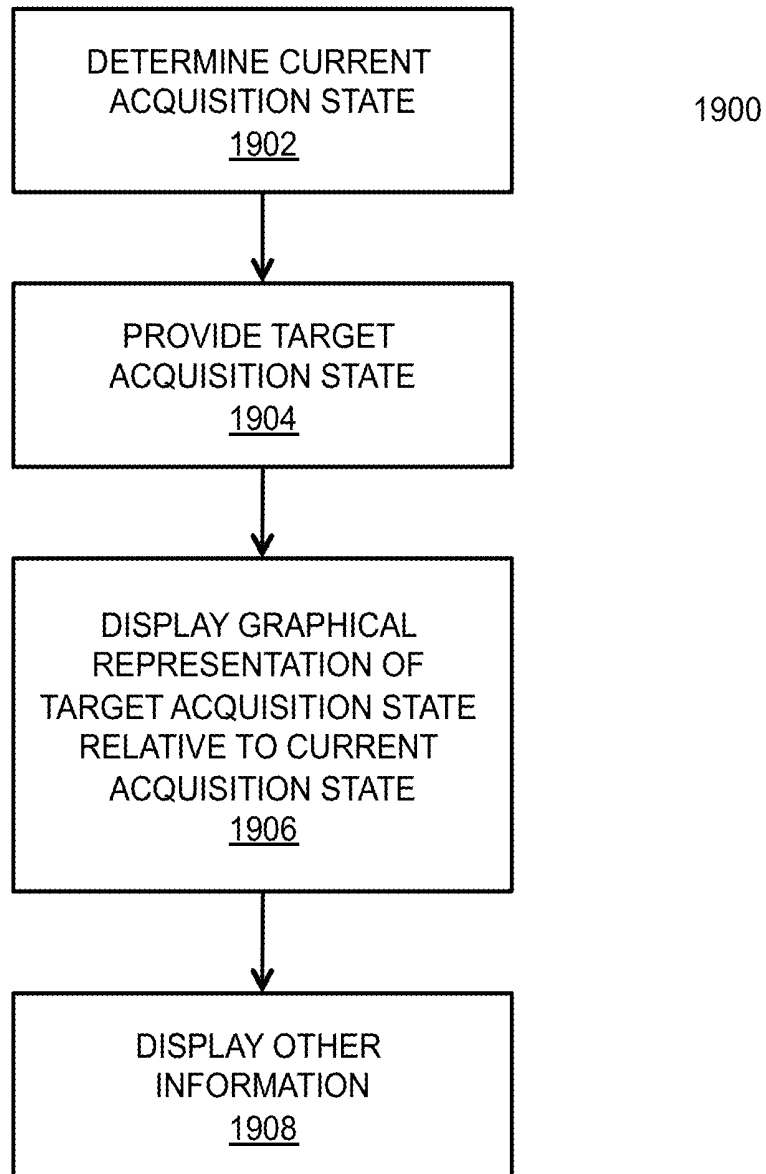 DETERMINE CURRENT
ACQUISITION STATE
1902
1900
PROVIDE TARGET
ACQUISITION STATE
1904
DISPLAY GRAPHICAL
REPRESENTATION OF
TARGET ACQUISITION STATE
RELATIVE TO CURRENT
ACQUISITION STATE
1906
DISPLAY OTHER
INFORMATION
1908